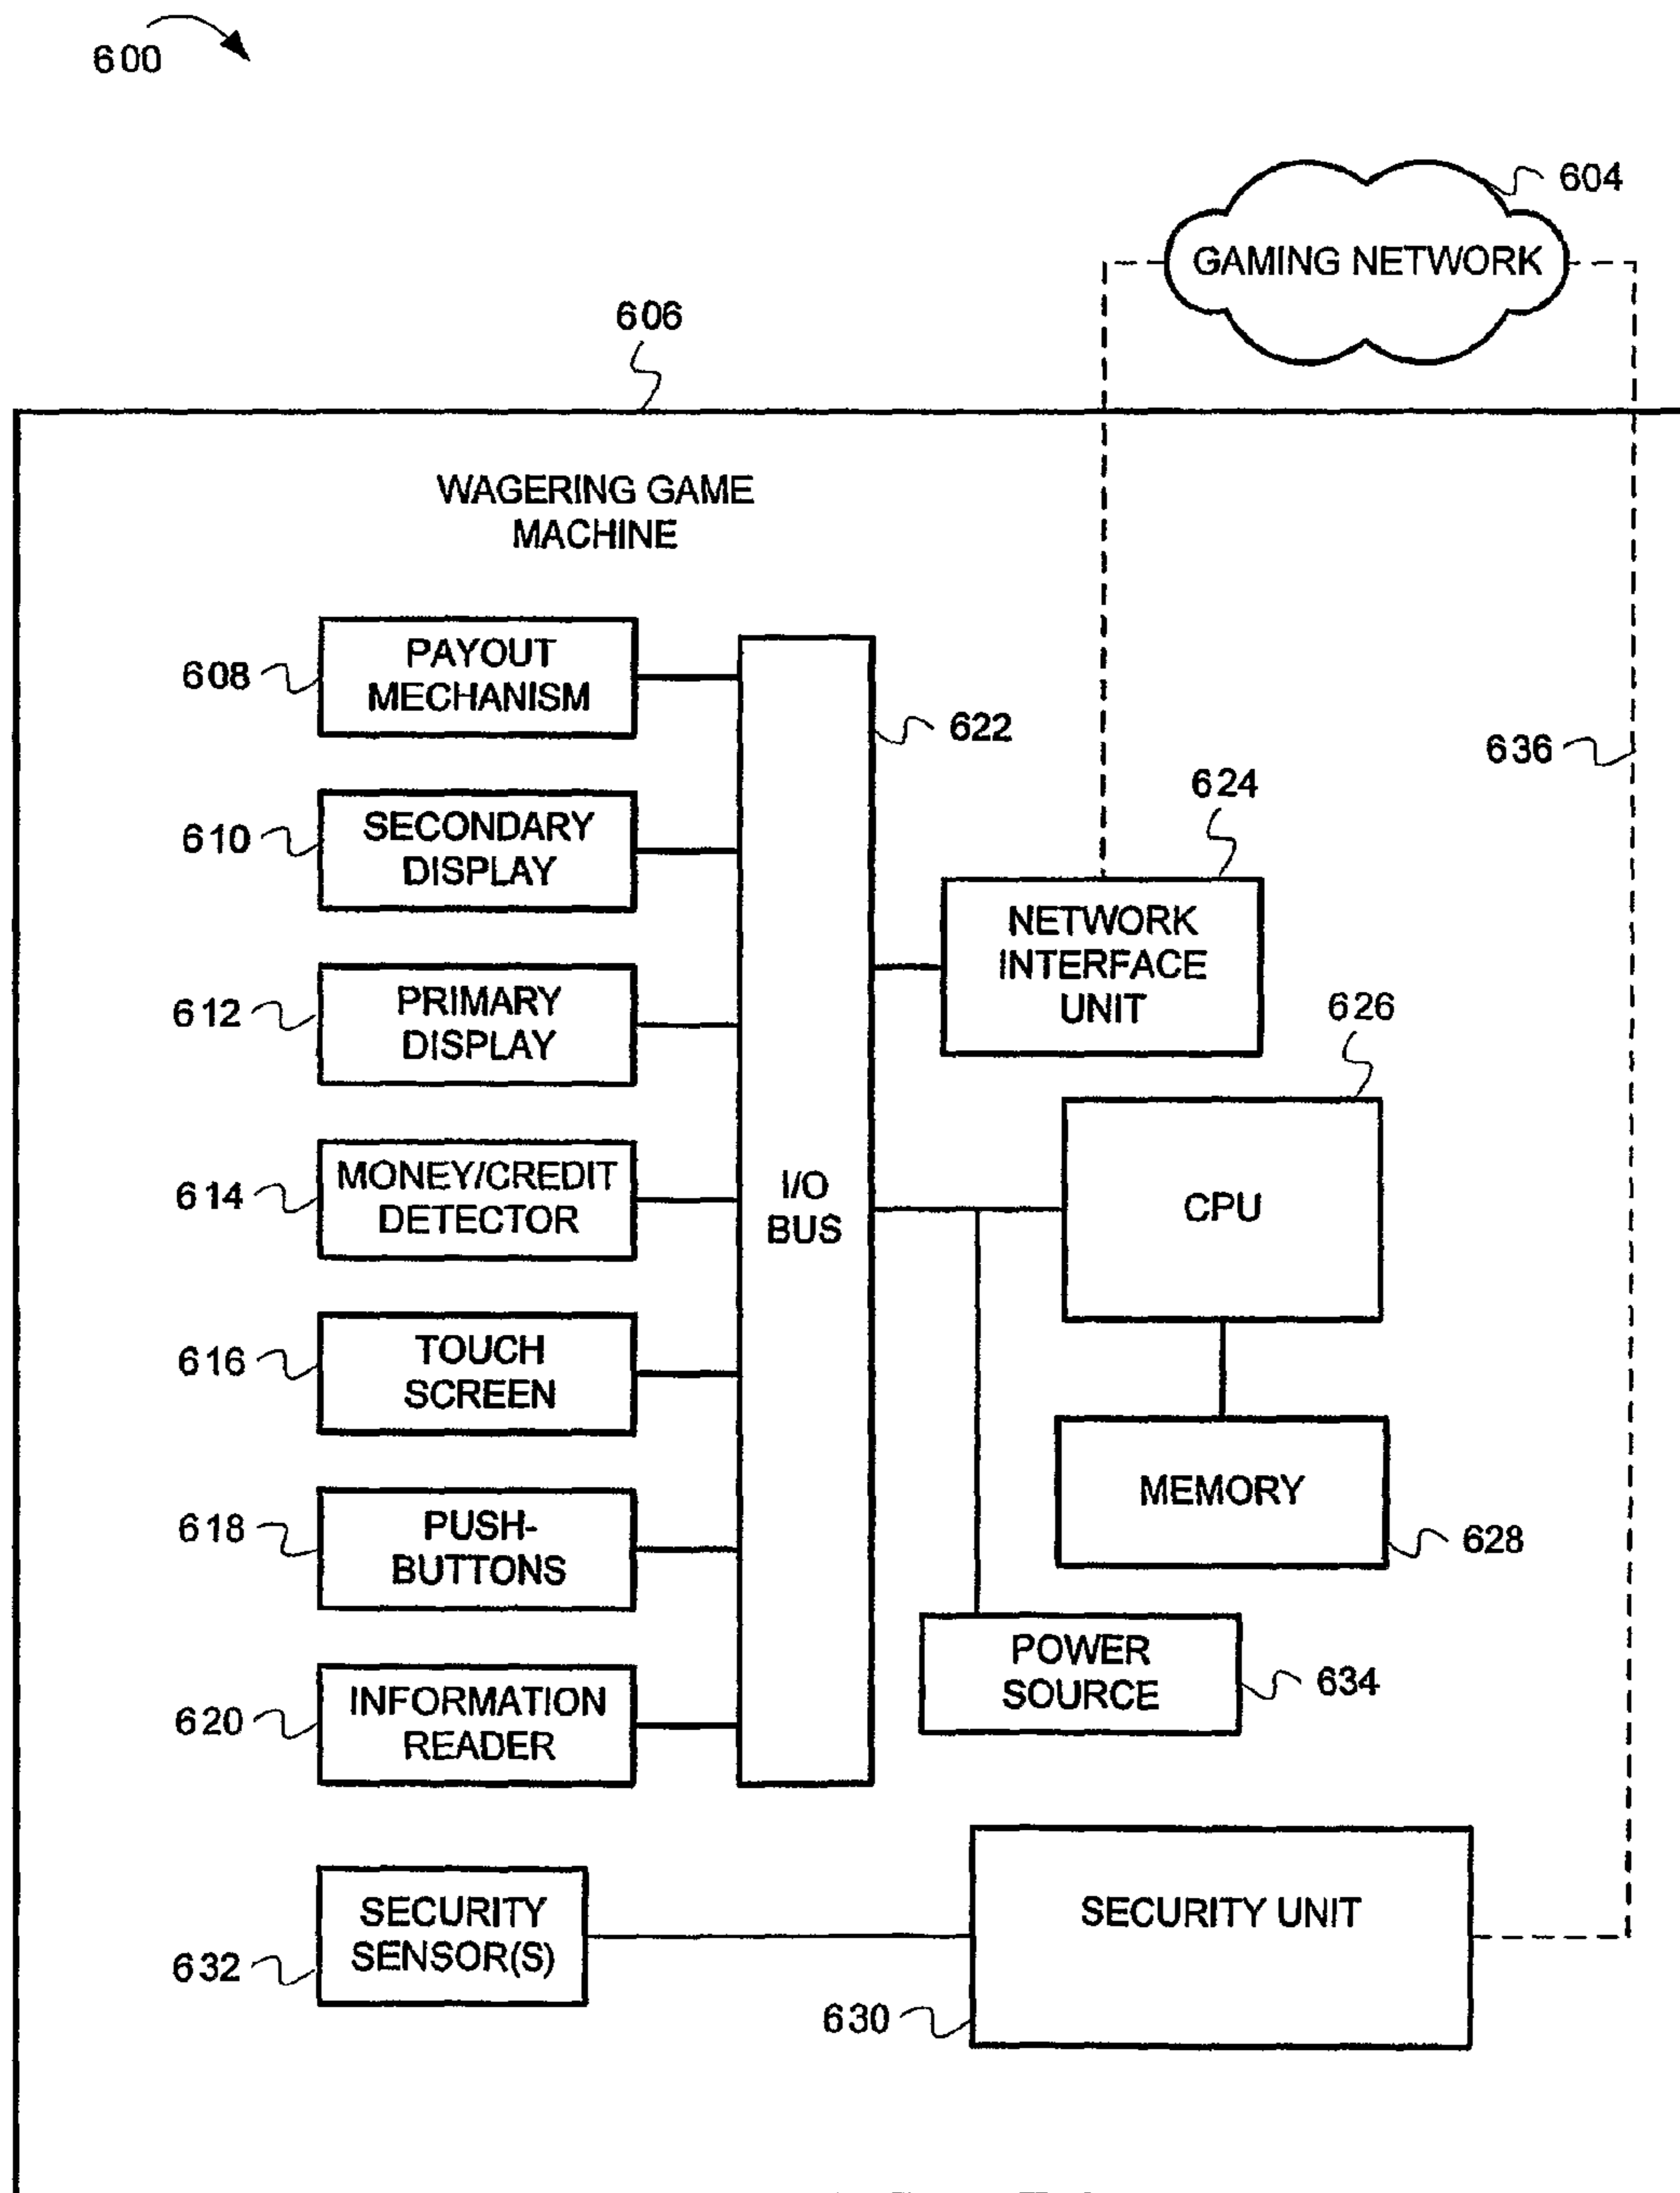 600
604
GAMING NETWORK
606
WAGERING GAME
MACHINE
608
PAYOUT
MECHANISM
622
636
610
SECONDARY
DISPLAY
624
NETWORK
INTERFACE
UNIT
612
PRIMARY
DISPLAY
626
614
MONEY/CREDIT
DETECTOR
I/O
BUS
CPU
616
TOUCH
SCREEN
618
PUSH-
BUTTONS
MEMORY
628
620
INFORMATION
READER
POWER
SOURCE
634
632
SECURITY
SENSOR(S)
SECURITY UNIT
630